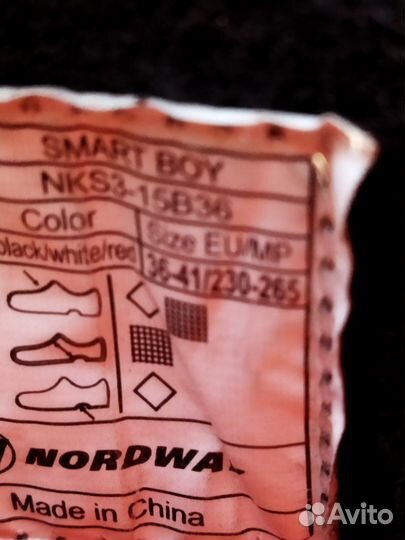 SMART BOY
NKS3-15B36
Color Size EU/MP
black/white/red 36-41/230-265
NORDWA
Made in China
Avito